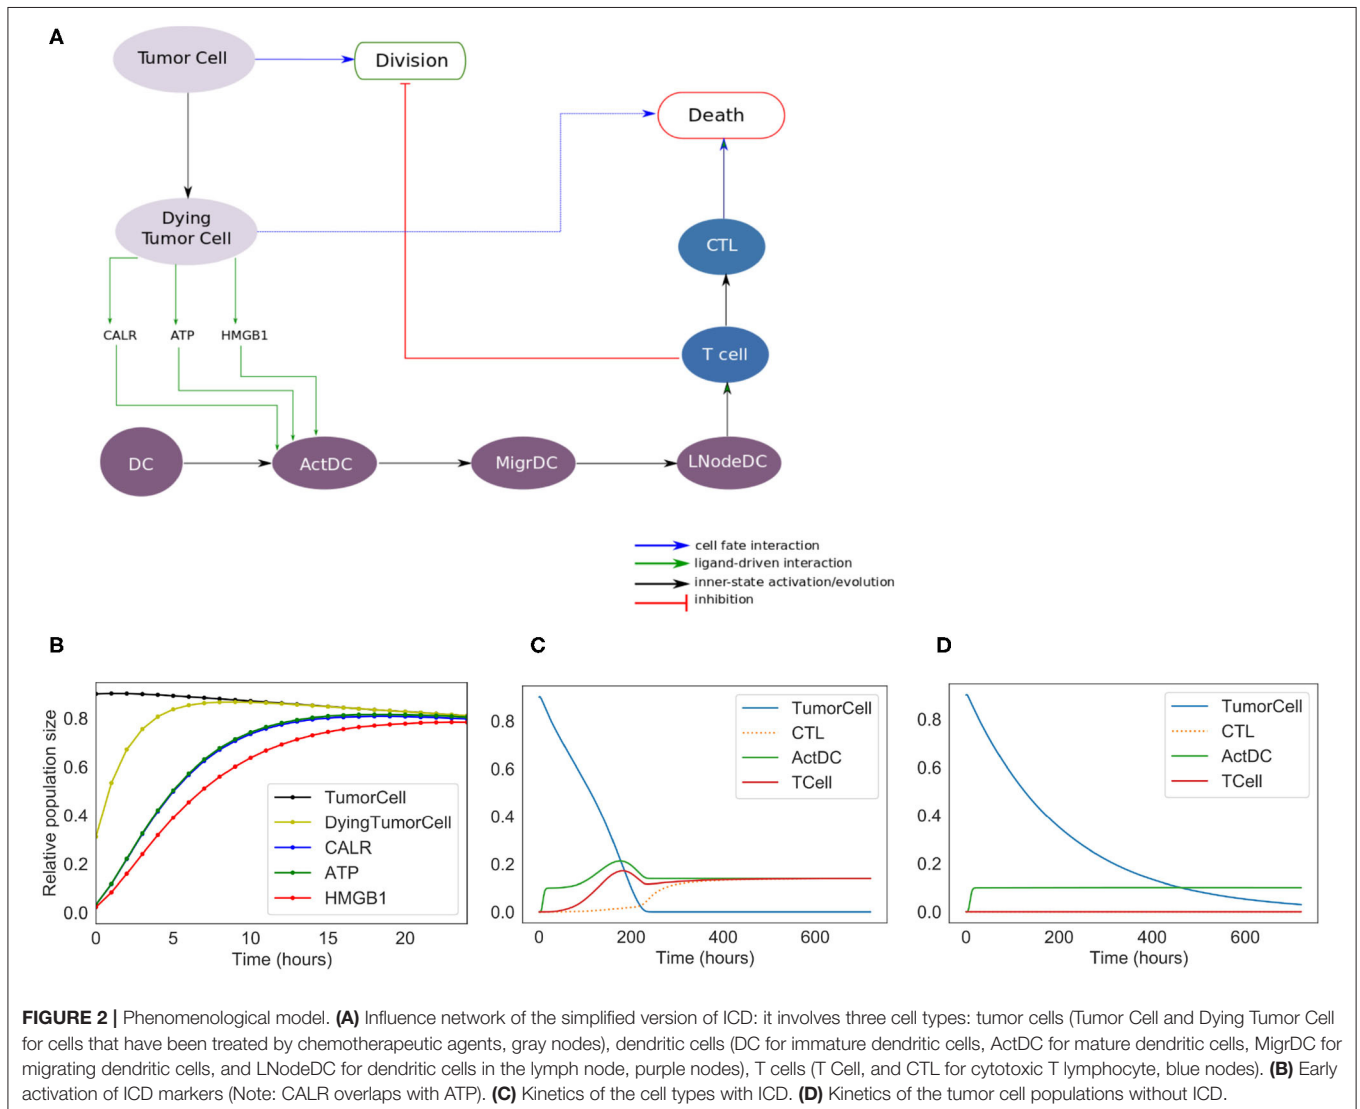 A
Tumor Cell
Division
Death
Dying
Tumor Cell
CTL
CALR
ATP
HMGB1
T cell
DC
ActDC
MigrDC
LNodeDC
cell fate interaction
ligand-driven interaction
inner-state activation/evolution
inhibition
B
Relative population size
0.8
0.6
0.4
0.2
0.0
TumorCell
DyingTumorCell
CALR
ATP
HMGB1
0 5 10 15 20
Time (hours)
C
0.8
0.6
0.4
0.2
0.0
TumorCell
CTL
ActDC
TCell
0 200 400 600
Time (hours)
D
0.8
0.6
0.4
0.2
0.0
TumorCell
CTL
ActDC
TCell
0 200 400 600
Time (hours)
FIGURE 2 | Phenomenological model. (A) Influence network of the simplified version of ICD: it involves three cell types: tumor cells (Tumor Cell and Dying Tumor Cell
for cells that have been treated by chemotherapeutic agents, gray nodes), dendritic cells (DC for immature dendritic cells, ActDC for mature dendritic cells, MigrDC for
migrating dendritic cells, and LNodeDC for dendritic cells in the lymph node, purple nodes), T cells (T Cell, and CTL for cytotoxic T lymphocyte, blue nodes). (B) Early
activation of ICD markers (Note: CALR overlaps with ATP). (C) Kinetics of the cell types with ICD. (D) Kinetics of the tumor cell populations without ICD.